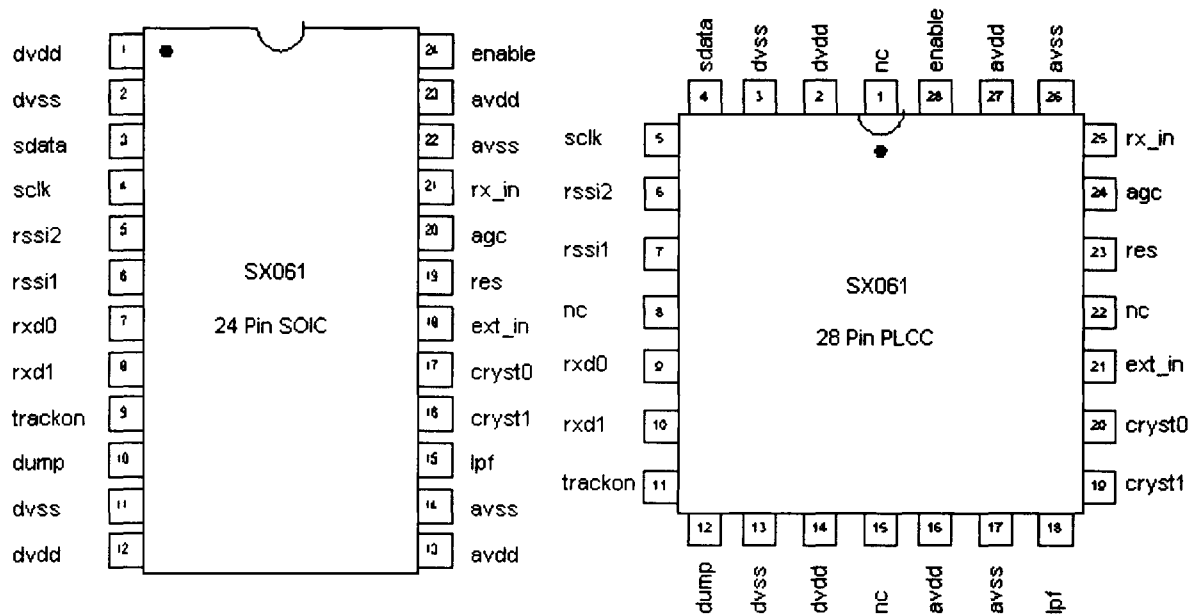 dvdd 1 24 enable
dvss 2 23 avdd
sdata 3 22 avss
sclk 4 21 rx_in
rssi2 5 20 agc
rssi1 6 19 res
rxd0 7 18 ext_in
rxd1 8 17 cryst0
trackon 9 16 cryst1
dump 10 15 lpf
dvss 11 14 avss
dvdd 12 13 avdd
SX061
24 Pin SOIC
sdata dvss dvdd nc enable avdd avss
4 3 2 1 28 27 26
sclk 5 25 rx_in
rssi2 6 24 agc
rssi1 7 23 res
nc 8 22 nc
rxd0 9 21 ext_in
rxd1 10 20 cryst0
trackon 11 19 cryst1
SX061
28 Pin PLCC
12 13 14 15 16 17 18
dump dvss dvdd nc avdd avss lpf